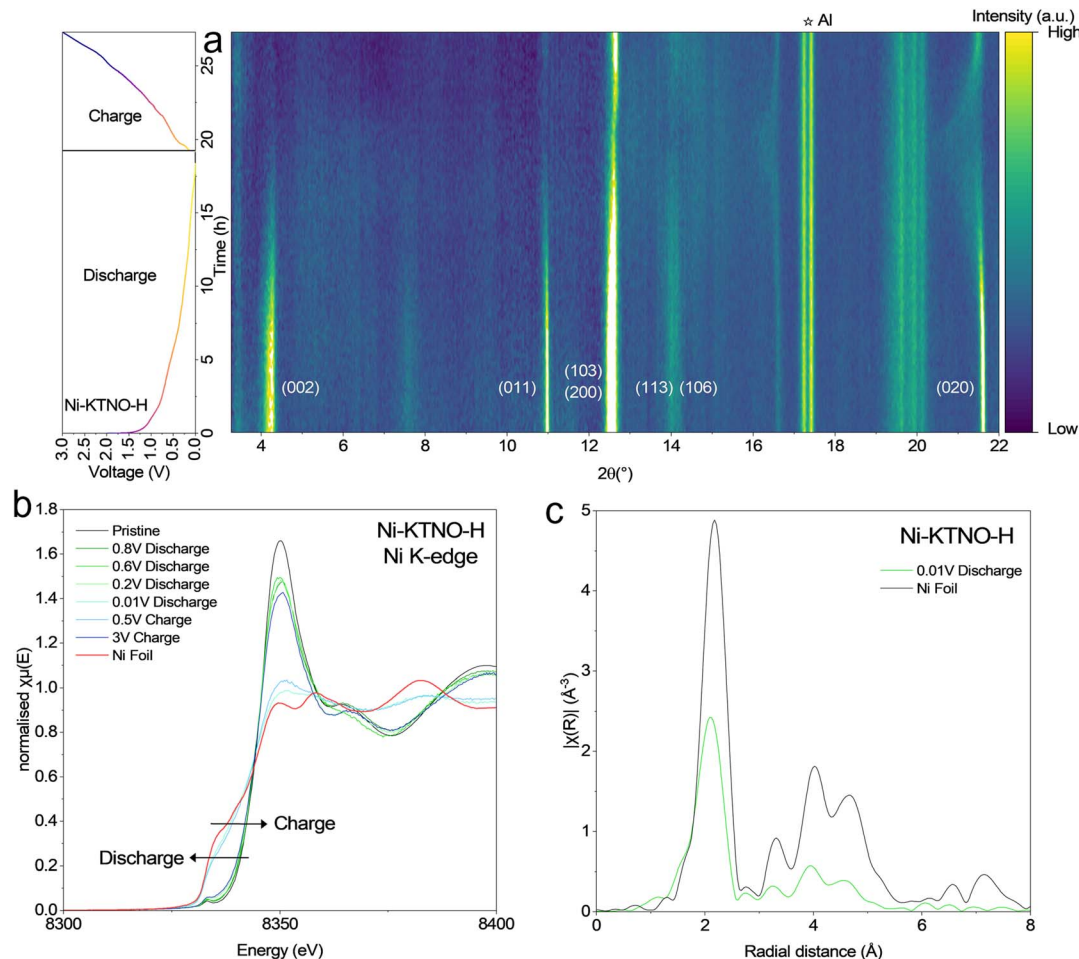 a
☆ Al
Intensity (a.u.)
High
Low
Charge
Discharge
Ni-KTNO-H
25
20
15
10
5
0
Time (h)
3.0 2.5 2.0 1.5 1.0 0.5 0.0
Voltage (V)
(002)
(011)
(103)
(200)
(113) (106)
(020)
4 6 8 10 12 14 16 18 20 22
2θ(°)
b
Ni-KTNO-H
Ni K-edge
Pristine
0.8V Discharge
0.6V Discharge
0.2V Discharge
0.01V Discharge
0.5V Charge
3V Charge
Ni Foil
normalised χμ(E)
1.8
1.6
1.4
1.2
1.0
0.8
0.6
0.4
0.2
0.0
Charge
Discharge
8300 8350 8400
Energy (eV)
c
Ni-KTNO-H
0.01V Discharge
Ni Foil
|χ(R)| (Å⁻³)
5
4
3
2
1
0
0 2 4 6 8
Radial distance (Å)